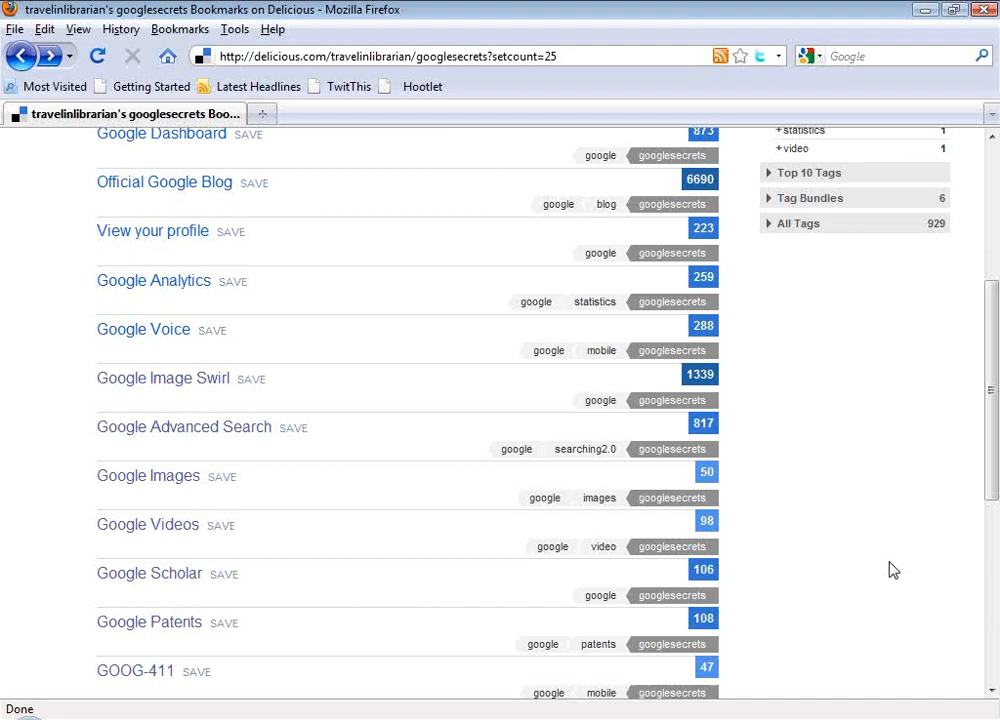 travelinlibrarian's googlesecrets Bookmarks on Delicious - Mozilla Firefox
File Edit View History Bookmarks Tools Help
http://delicious.com/travelinlibrarian/googlesecrets?setcount=25 Google
Most Visited Getting Started Latest Headlines TwitThis Hootlet
travelinlibrarian's googlesecrets Boo...
Google Dashboard SAVE 873
google googlesecrets
Official Google Blog SAVE 6690
google blog googlesecrets
View your profile SAVE 223
google googlesecrets
Google Analytics SAVE 259
google statistics googlesecrets
Google Voice SAVE 288
google mobile googlesecrets
Google Image Swirl SAVE 1339
google googlesecrets
Google Advanced Search SAVE 817
google searching2.0 googlesecrets
Google Images SAVE 50
google images googlesecrets
Google Videos SAVE 98
google video googlesecrets
Google Scholar SAVE 106
google googlesecrets
Google Patents SAVE 108
google patents googlesecrets
GOOG-411 SAVE 47
google mobile googlesecrets
+statistics 1
+video 1
Top 10 Tags
Tag Bundles 6
All Tags 929
Done